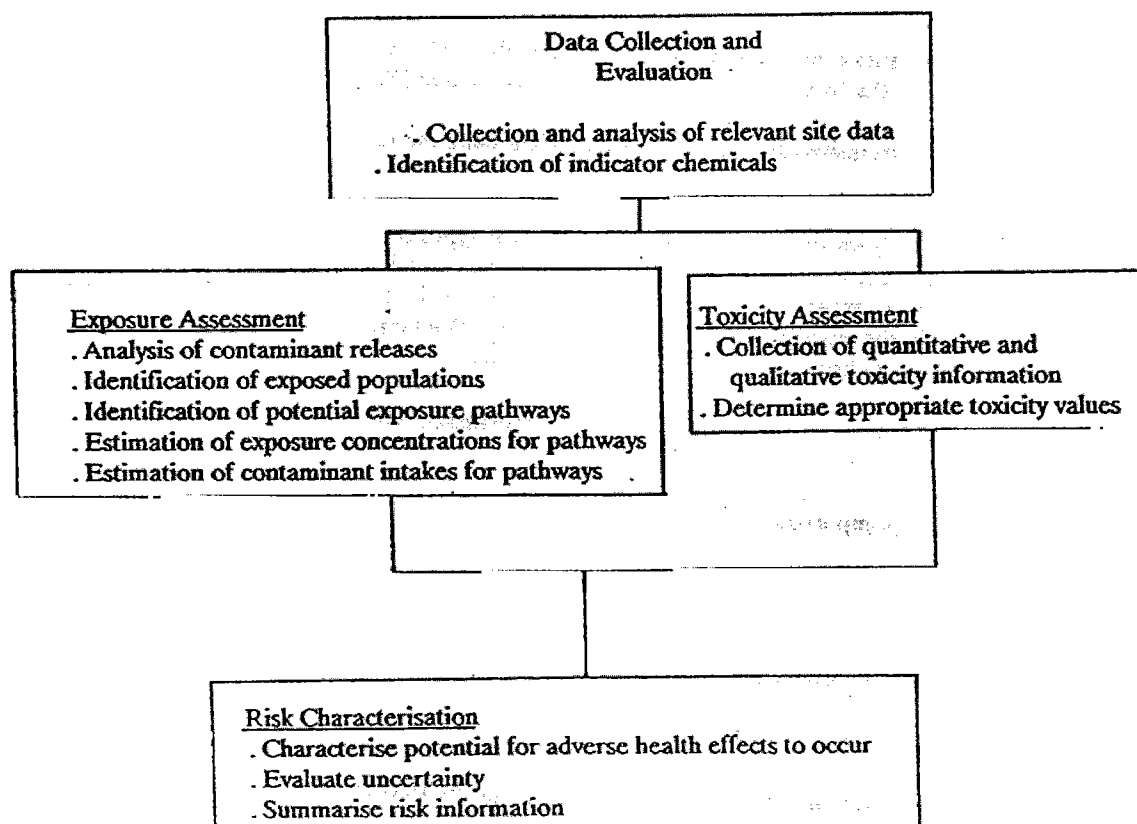 Data Collection and
Evaluation
. Collection and analysis of relevant site data
. Identification of indicator chemicals
Exposure Assessment
. Analysis of contaminant releases
. Identification of exposed populations
. Identification of potential exposure pathways
. Estimation of exposure concentrations for pathways
. Estimation of contaminant intakes for pathways
Toxicity Assessment
. Collection of quantitative and
qualitative toxicity information
. Determine appropriate toxicity values
Risk Characterisation
. Characterise potential for adverse health effects to occur
. Evaluate uncertainty
. Summarise risk information